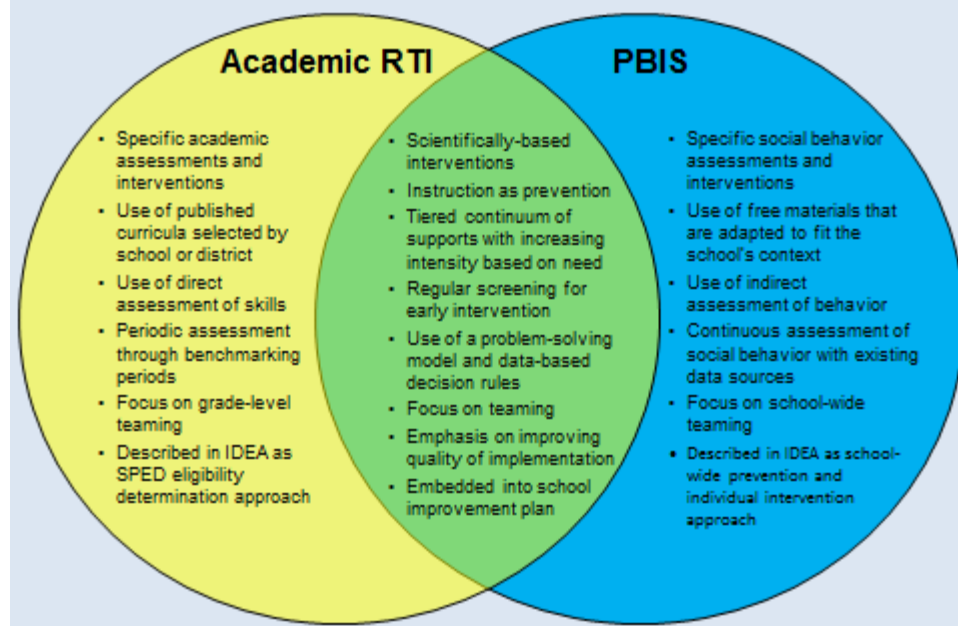 Academic RTI
PBIS
▪ Specific academic
assessments and
interventions
▪ Use of published
curricula selected by
school or district
▪ Use of direct
assessment of skills
▪ Periodic assessment
through benchmarking
periods
▪ Focus on grade-level
teaming
▪ Described in IDEA as
SPED eligibility
determination approach
▪ Scientifically-based
interventions
▪ Instruction as prevention
▪ Tiered continuum of
supports with increasing
intensity based on need
▪ Regular screening for
early intervention
▪ Use of a problem-solving
model and data-based
decision rules
▪ Focus on teaming
▪ Emphasis on improving
quality of implementation
▪ Embedded into school
improvement plan
▪ Specific social behavior
assessments and
interventions
▪ Use of free materials that
are adapted to fit the
school's context
▪ Use of indirect
assessment of behavior
▪ Continuous assessment of
social behavior with existing
data sources
▪ Focus on school-wide
teaming
• Described in IDEA as school-
wide prevention and
individual intervention
approach